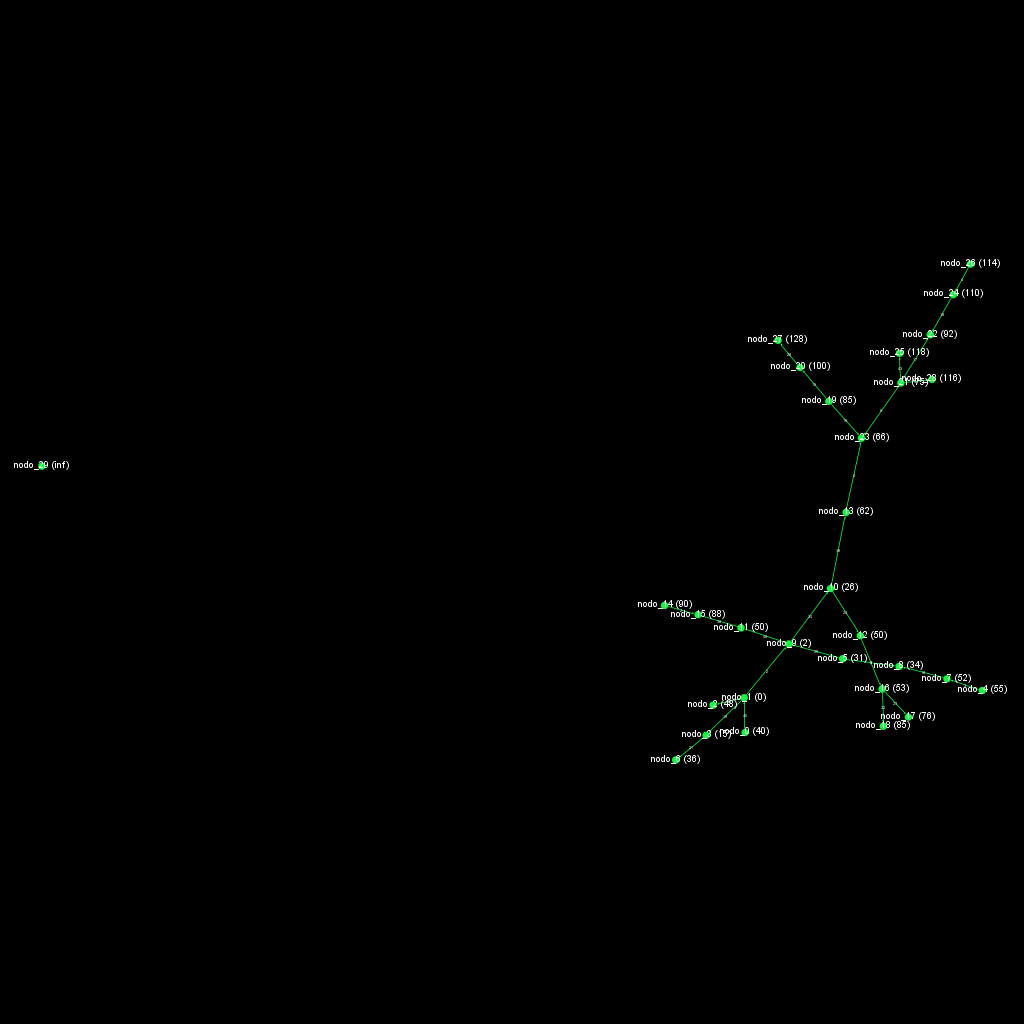 nodo_26 (114)
nodo_24 (110)
nodo_22 (92)
nodo_27 (128)
nodo_25 (118)
nodo_20 (100)
nodo_28 (116)
nodo_21 (75)
nodo_19 (85)
nodo_23 (66)
nodo_29 (inf)
nodo_13 (62)
nodo_10 (26)
nodo_14 (90)
nodo_15 (88)
nodo_11 (50)
nodo_12 (50)
nodo_9 (2)
nodo_5 (31)
nodo_8 (34)
nodo_7 (52)
nodo_4 (55)
nodo_16 (53)
nodo_1 (0)
nodo_2 (48)
nodo_17 (76)
nodo_18 (85)
nodo_3 (15)
nodo_0 (40)
nodo_6 (36)